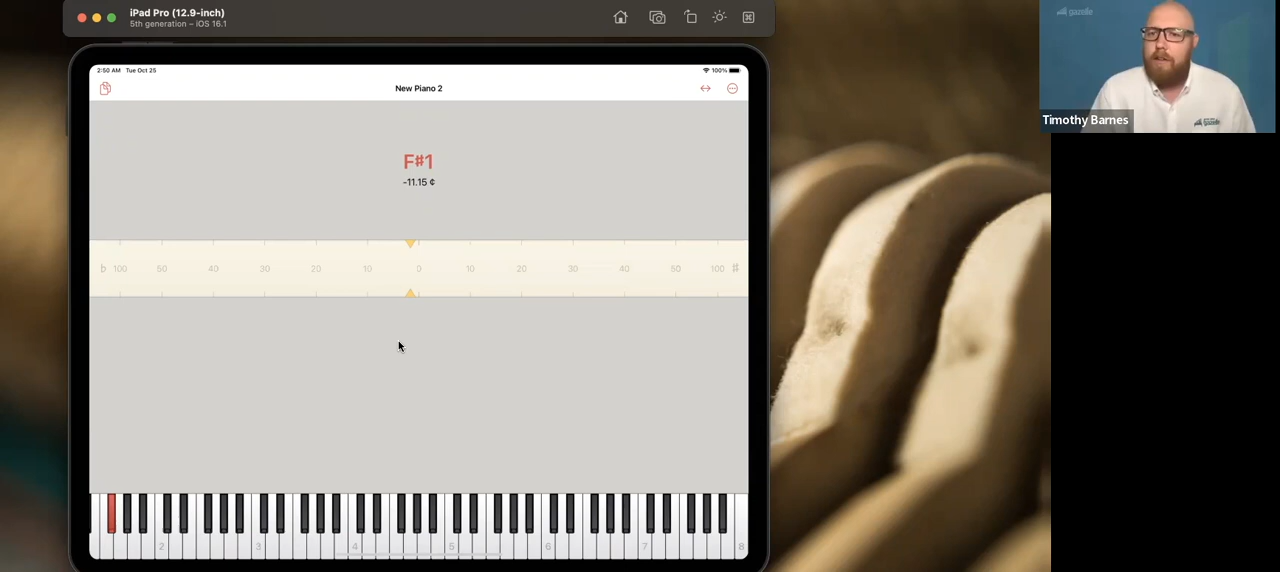 iPad Pro (12.9-inch)
5th generation – iOS 16.1
gazelle
2:50 AM Tue Oct 25
100%
New Piano 2
F#1
-11.15 ¢
♭ 100 50 40 30 20 10 0 10 20 30 40 50 100 #
2 3 4 5 6 7 8
Timothy Barnes
gazelle